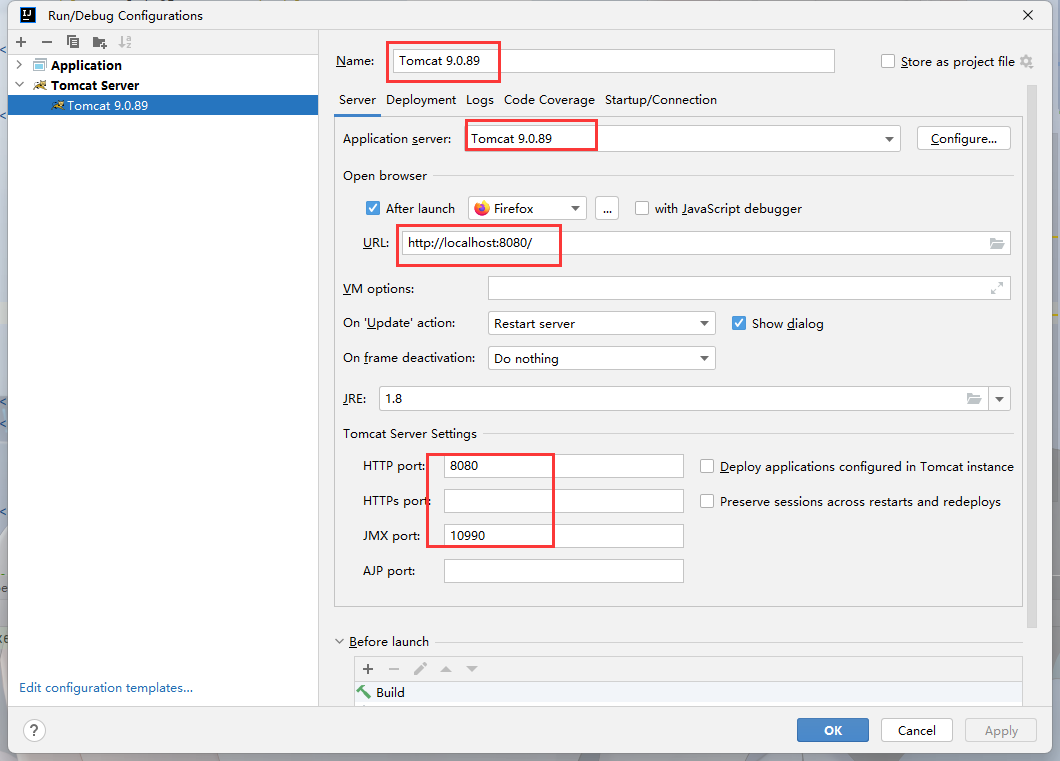 Run/Debug Configurations
Application
Tomcat Server
Tomcat 9.0.89
Edit configuration templates...
Name: Tomcat 9.0.89 Store as project file
Server Deployment Logs Code Coverage Startup/Connection
Application server: Tomcat 9.0.89 Configure...
Open browser
After launch Firefox ... with JavaScript debugger
URL: http://localhost:8080/
VM options:
On 'Update' action: Restart server Show dialog
On frame deactivation: Do nothing
JRE: 1.8
Tomcat Server Settings
HTTP port: 8080 Deploy applications configured in Tomcat instance
HTTPs port: Preserve sessions across restarts and redeploys
JMX port: 10990
AJP port:
Before launch
Build
? OK Cancel Apply